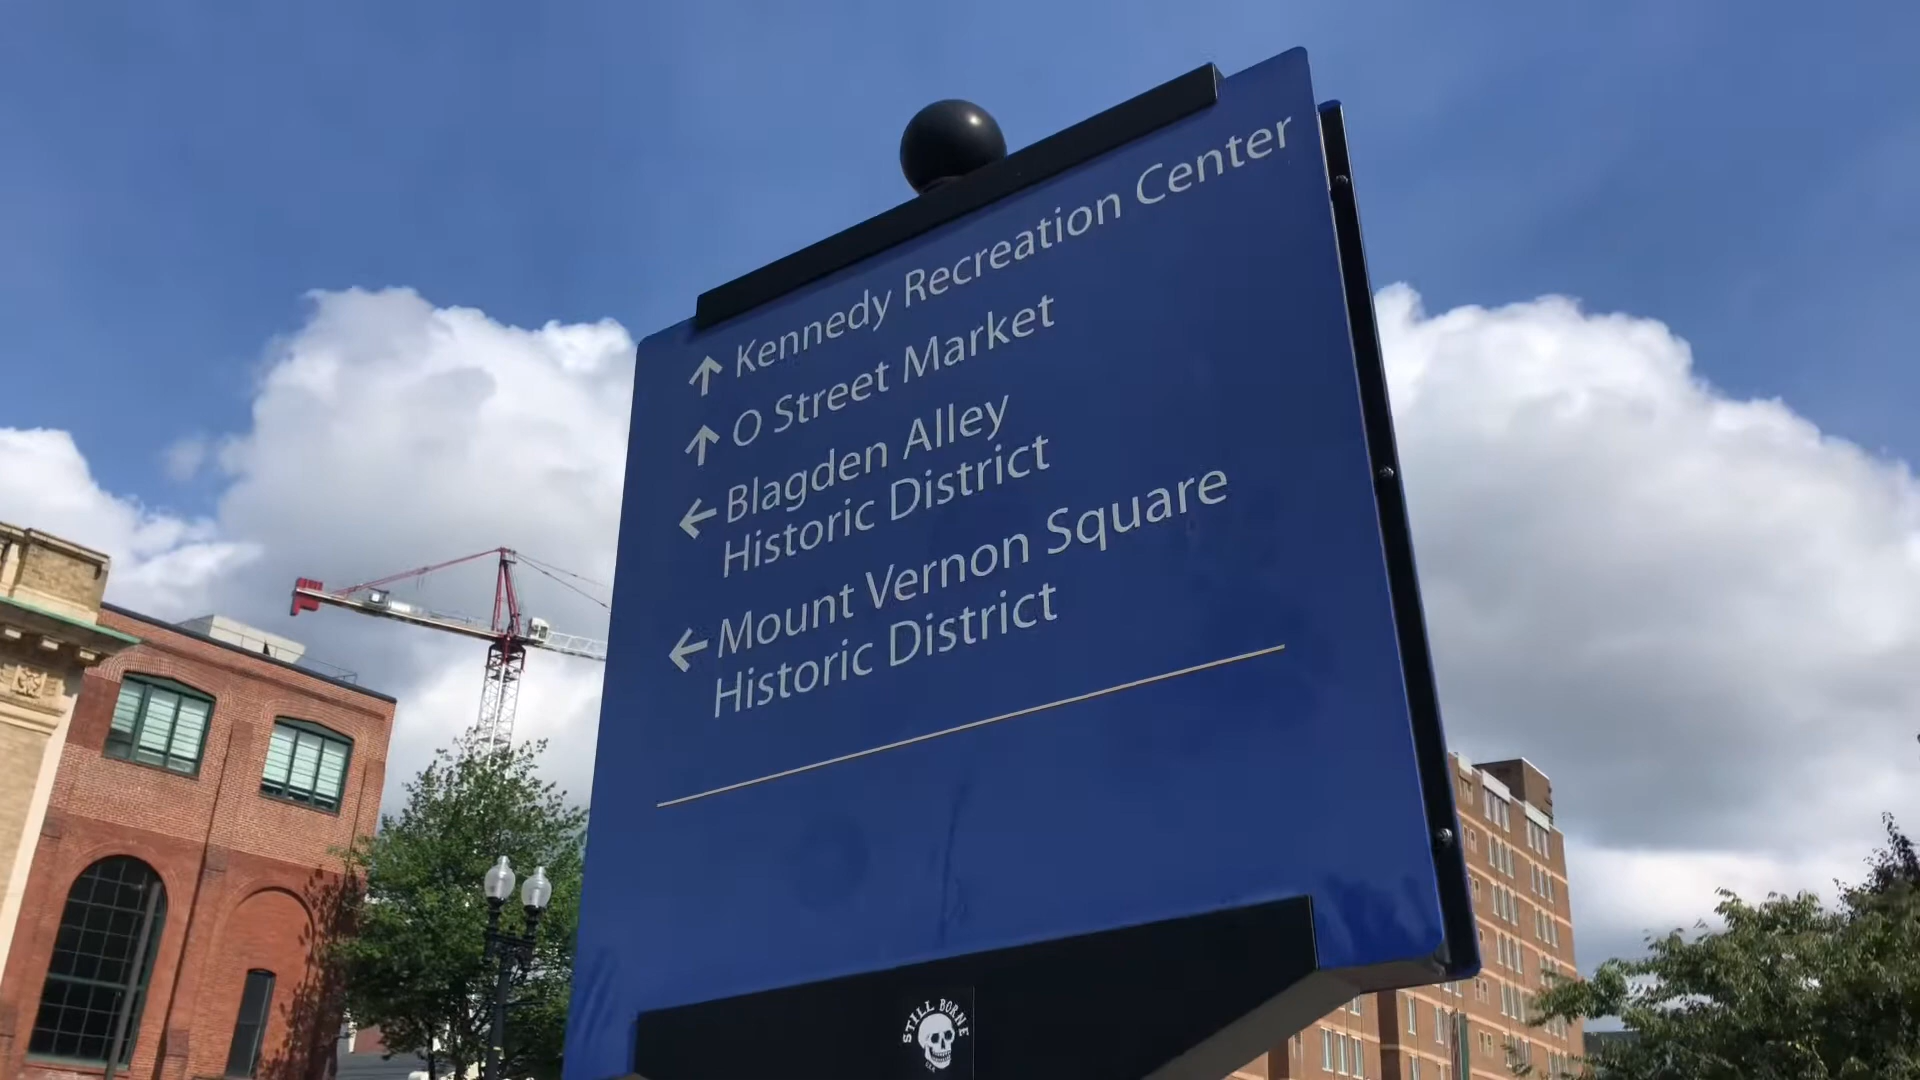 ↑ Kennedy Recreation Center
↑ O Street Market
← Blagden Alley
Historic District
← Mount Vernon Square
Historic District
STILL BORNE